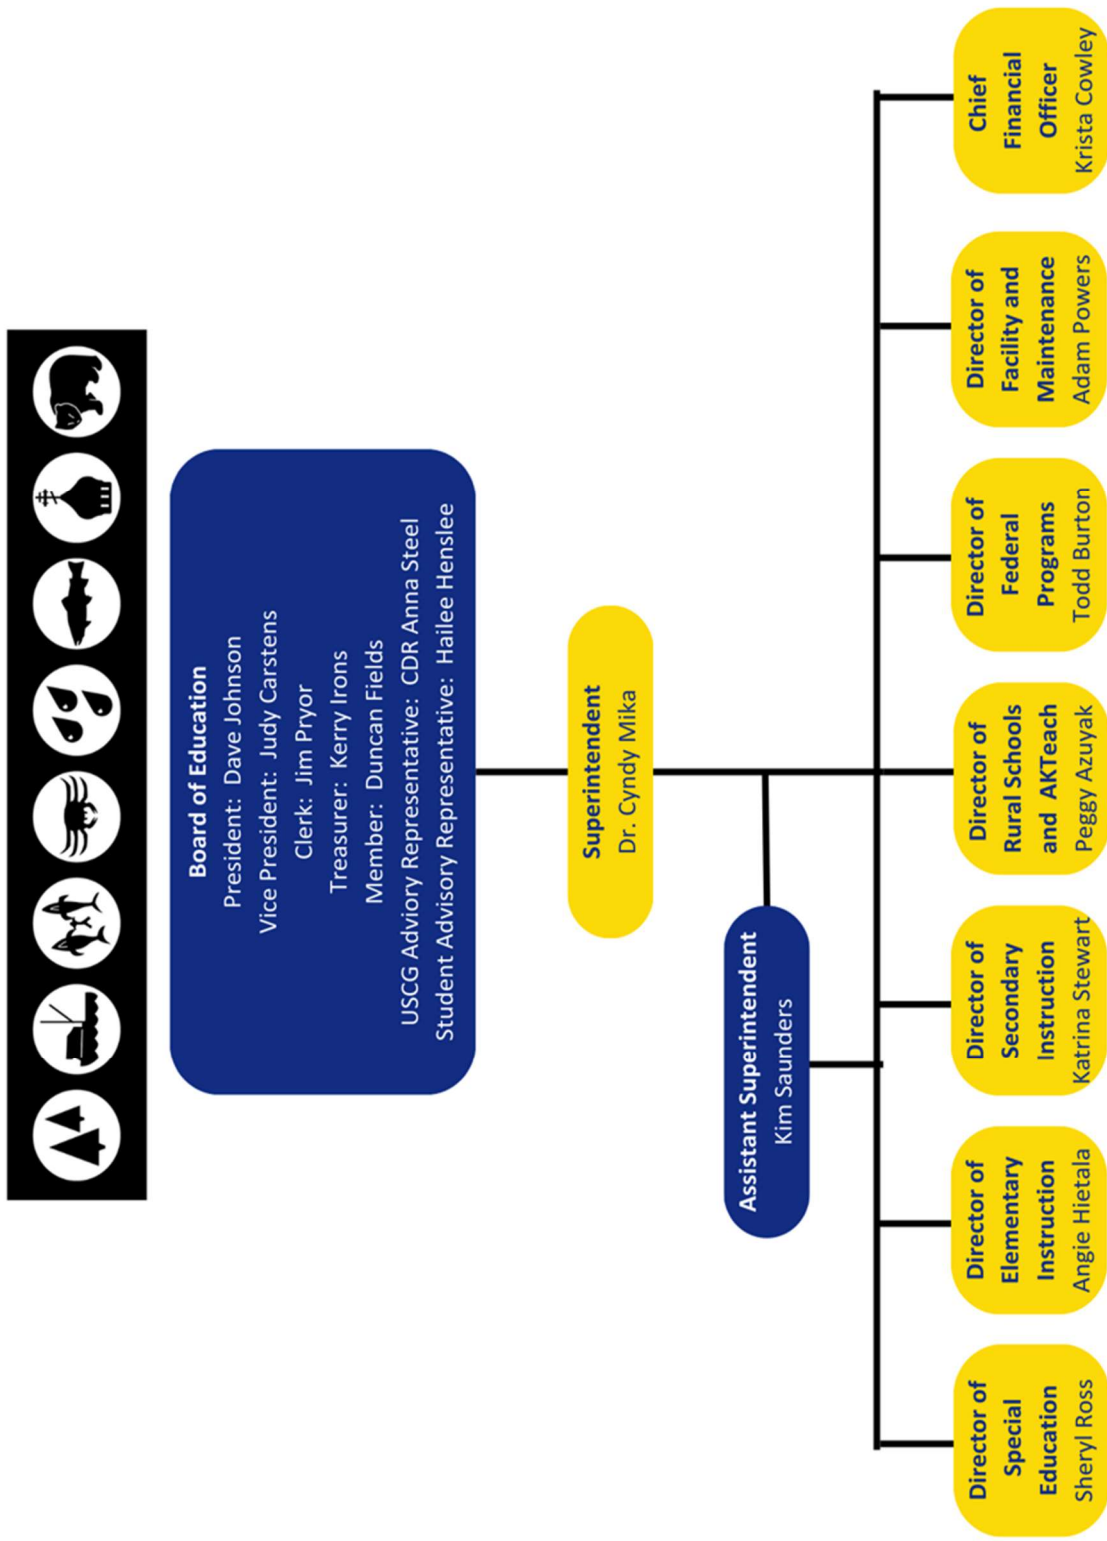 Board of Education
President:  Dave Johnson
Vice President:  Judy Carstens
Clerk:  Jim Pryor
Treasurer:  Kerry Irons
Member:  Duncan Fields
USCG Adviory Representative:  CDR Anna Steel
Student Advisory Representative:  Hailee Henslee
Superintendent
Dr. Cyndy Mika
Assistant Superintendent
Kim Saunders
Director of
Special
Education
Sheryl Ross
Director of
Elementary
Instruction
Angie Hietala
Director of
Secondary
Instruction
Katrina Stewart
Director of
Rural Schools
and AKTeach
Peggy Azuyak
Director of
Federal
Programs
Todd Burton
Director of
Facility and
Maintenance
Adam Powers
Chief
Financial
Officer
Krista Cowley